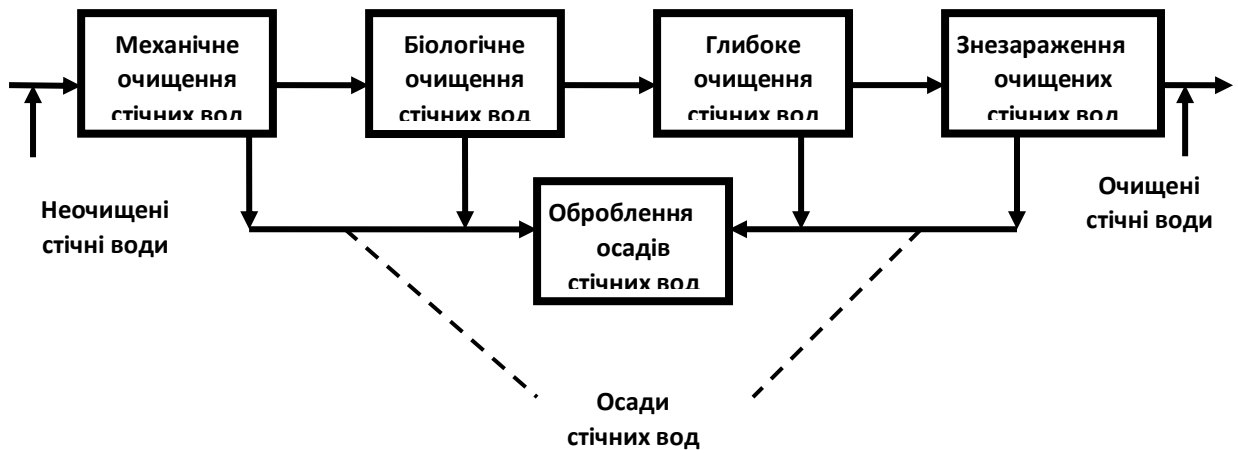 Механічне
очищення
стічних вод
Біологічне
очищення
стічних вод
Глибоке
очищення
стічних вод
Знезараження
очищених
стічних вод
Неочищені
стічні води
Оброблення
осадів
стічних вод
Очищені
стічні води
Осади
стічних вод